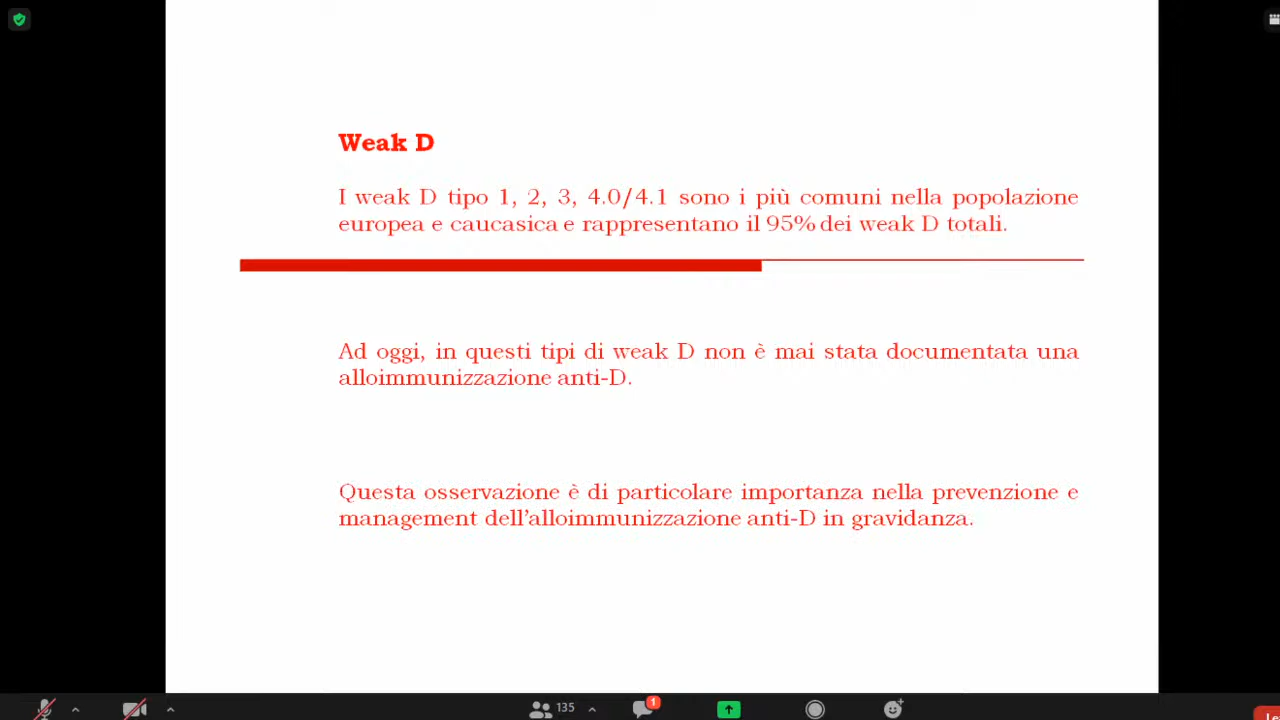 Weak D
I weak D tipo 1, 2, 3, 4.0/4.1 sono i più comuni nella popolazione
europea e caucasica e rappresentano il 95% dei weak D totali.
Ad oggi, in questi tipi di weak D non è mai stata documentata una
alloimmunizzazione anti-D.
Questa osservazione è di particolare importanza nella prevenzione e
management dell'alloimmunizzazione anti-D in gravidanza.
135
1